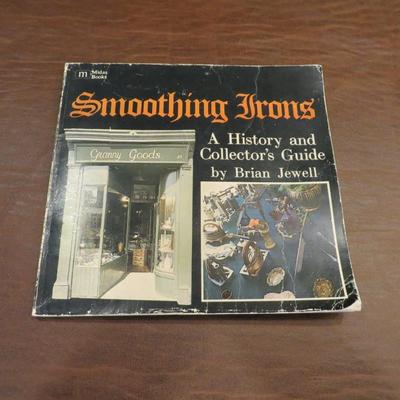 m Midas
Books
Smoothing Irons
A History and
Collector's Guide
by Brian Jewell
Granny Goods